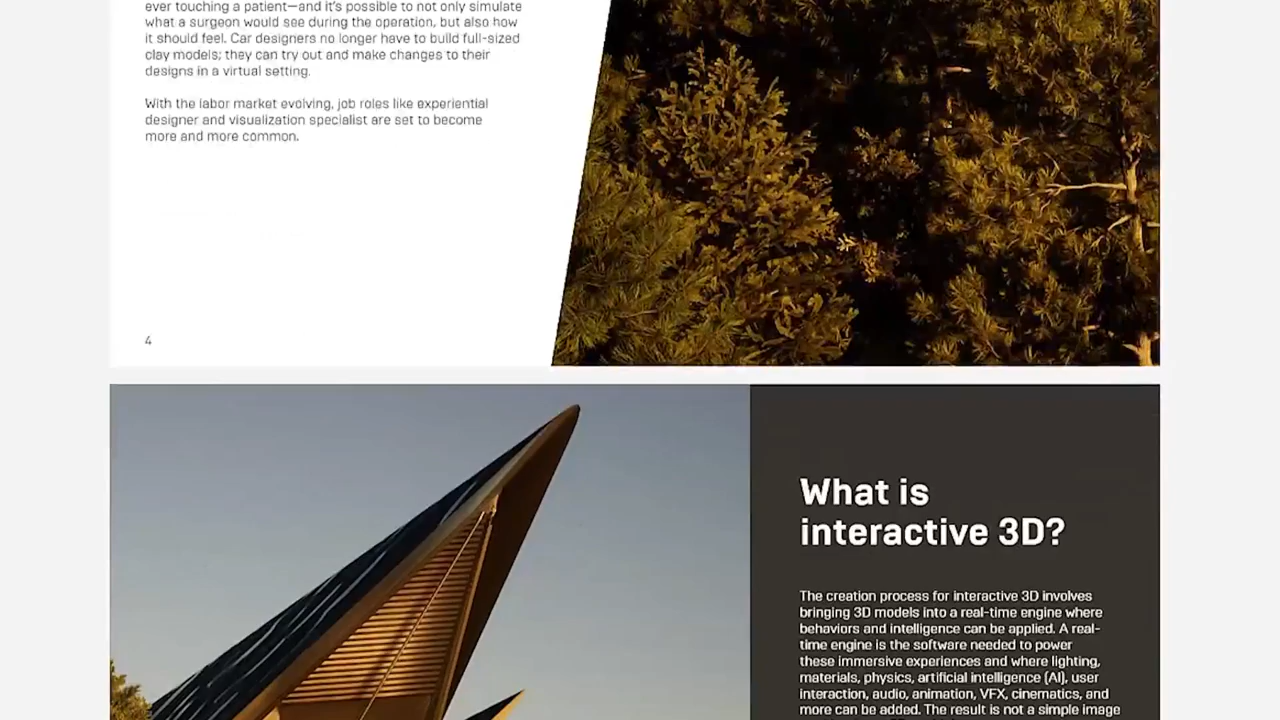 ever touching a patient—and it's possible to not only simulate
what a surgeon would see during the operation, but also how
it should feel. Car designers no longer have to build full-sized
clay models; they can try out and make changes to their
designs in a virtual setting.
With the labor market evolving, job roles like experiential
designer and visualization specialist are set to become
more and more common.
4
What is
interactive 3D?
The creation process for interactive 3D involves
bringing 3D models into a real-time engine where
behaviors and intelligence can be applied. A real-
time engine is the software needed to power
these immersive experiences and where lighting,
materials, physics, artificial intelligence (AI), user
interaction, audio, animation, VFX, cinematics, and
more can be added. The result is not a simple image